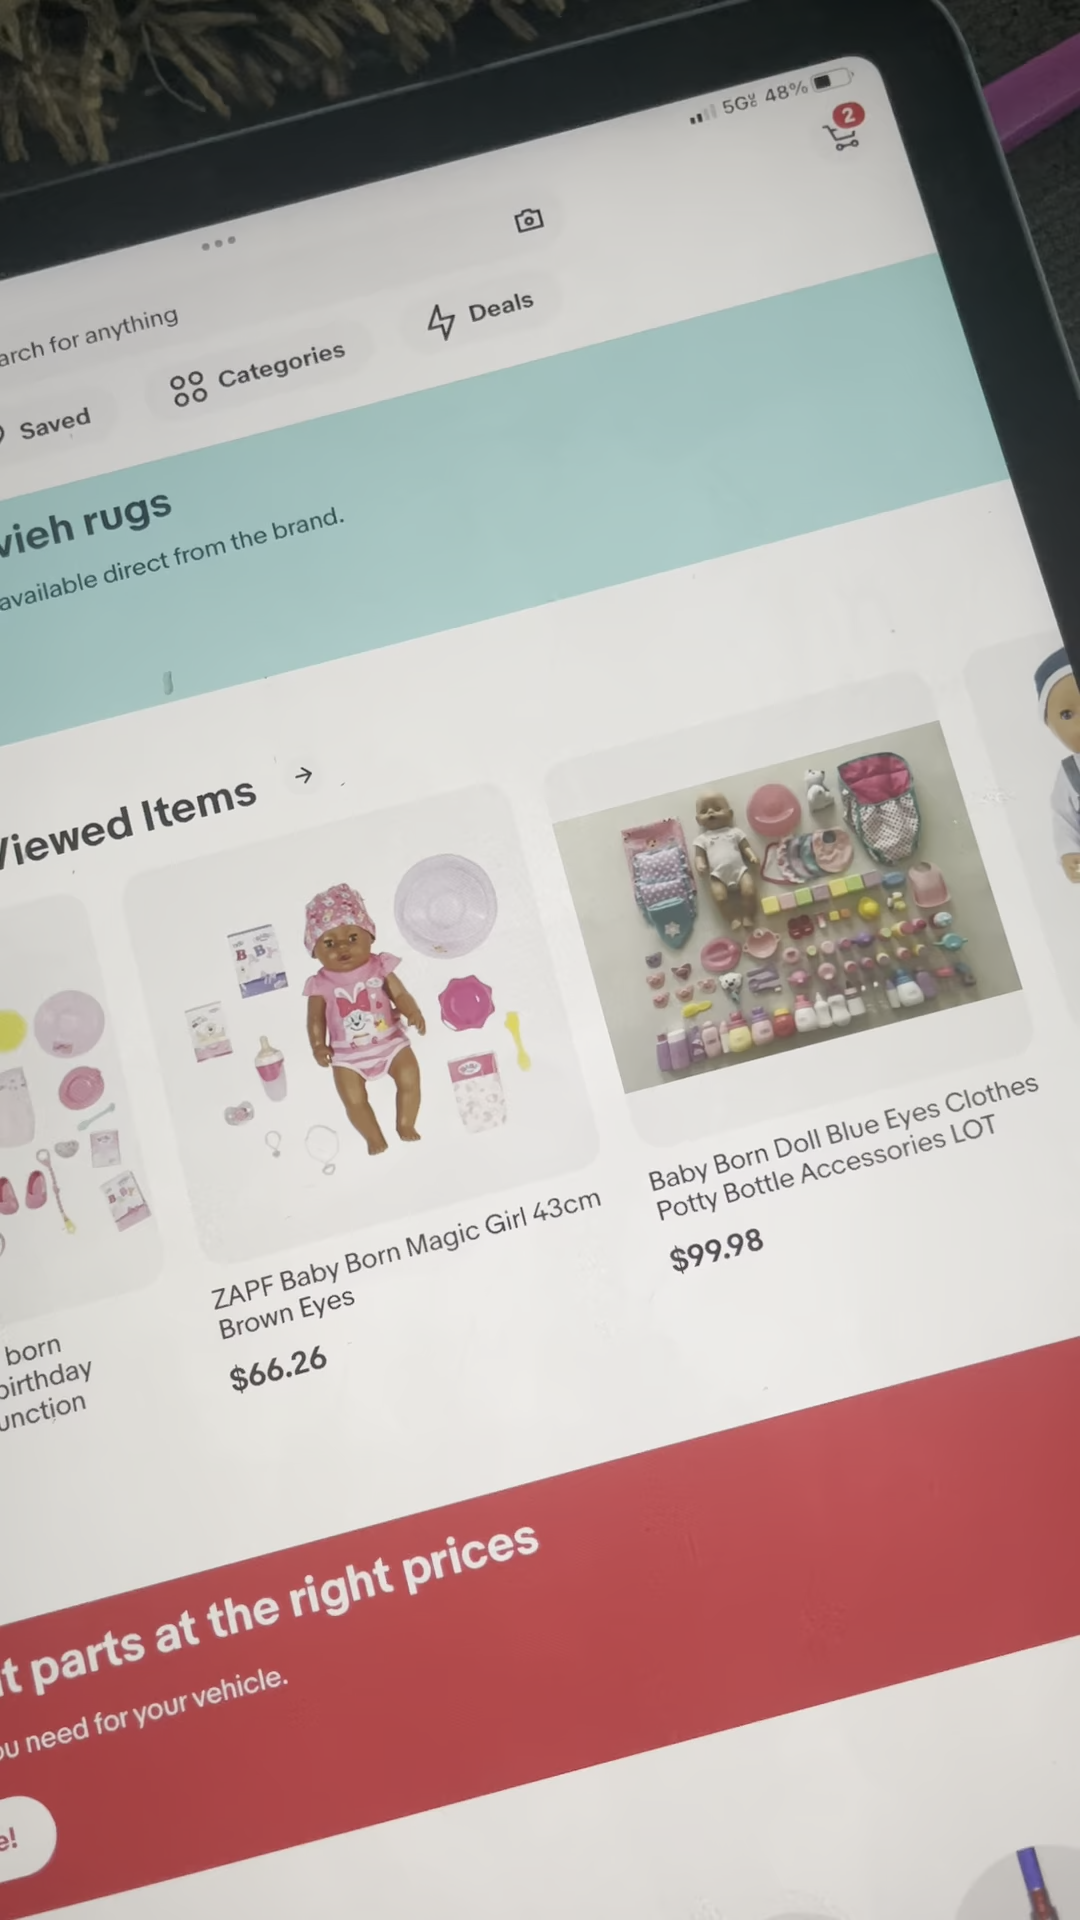 5G 48%
2
arch for anything
Saved
Categories
Deals
vieh rugs
available direct from the brand.
Viewed Items
born
birthday
unction
ZAPF Baby Born Magic Girl 43cm
Brown Eyes
$66.26
Baby Born Doll Blue Eyes Clothes
Potty Bottle Accessories LOT
$99.98
t parts at the right prices
ou need for your vehicle.
e!